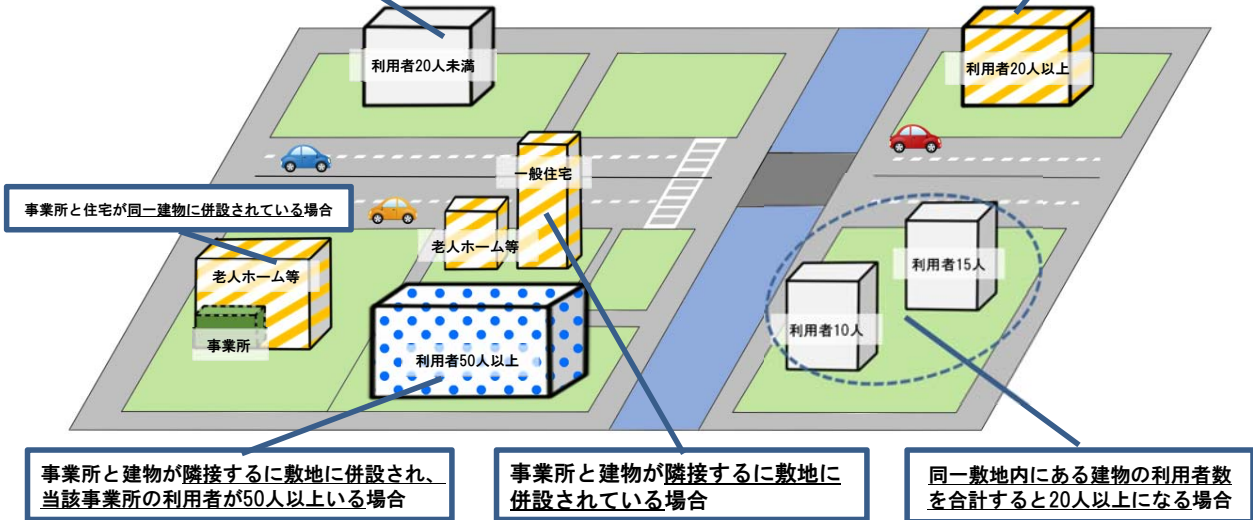 利用者20人未満
利用者20人以上
一般住宅
事業所と住宅が同一建物に併設されている場合
老人ホーム等
老人ホーム等
事業所
利用者50人以上
利用者15人
利用者10人
事業所と建物が隣接するに敷地に併設され、
当該事業所の利用者が50人以上いる場合
事業所と建物が隣接するに敷地に
併設されている場合
同一敷地内にある建物の利用者数
を合計すると20人以上になる場合